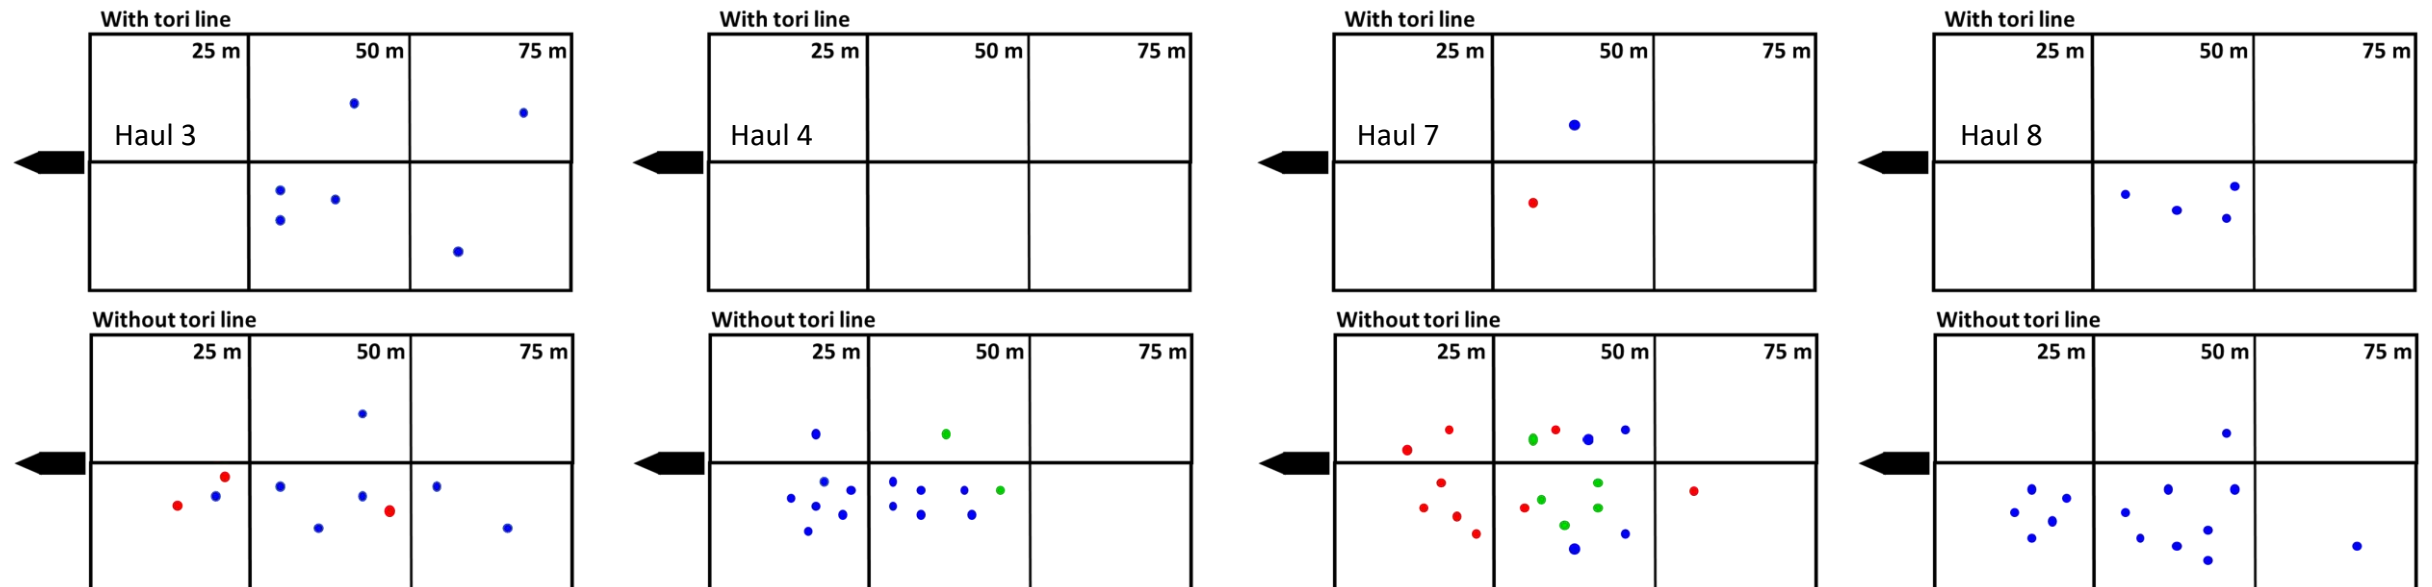 With tori line With tori line With tori line With tori line
25 m 50 m 75 m 25 m 50 m 75 m 25 m 50 m 75 m 25 m 50 m 75 m
Haul 3 Haul 4 Haul 7 Haul 8
Without tori line Without tori line Without tori line Without tori line
25 m 50 m 75 m 25 m 50 m 75 m 25 m 50 m 75 m 25 m 50 m 75 m